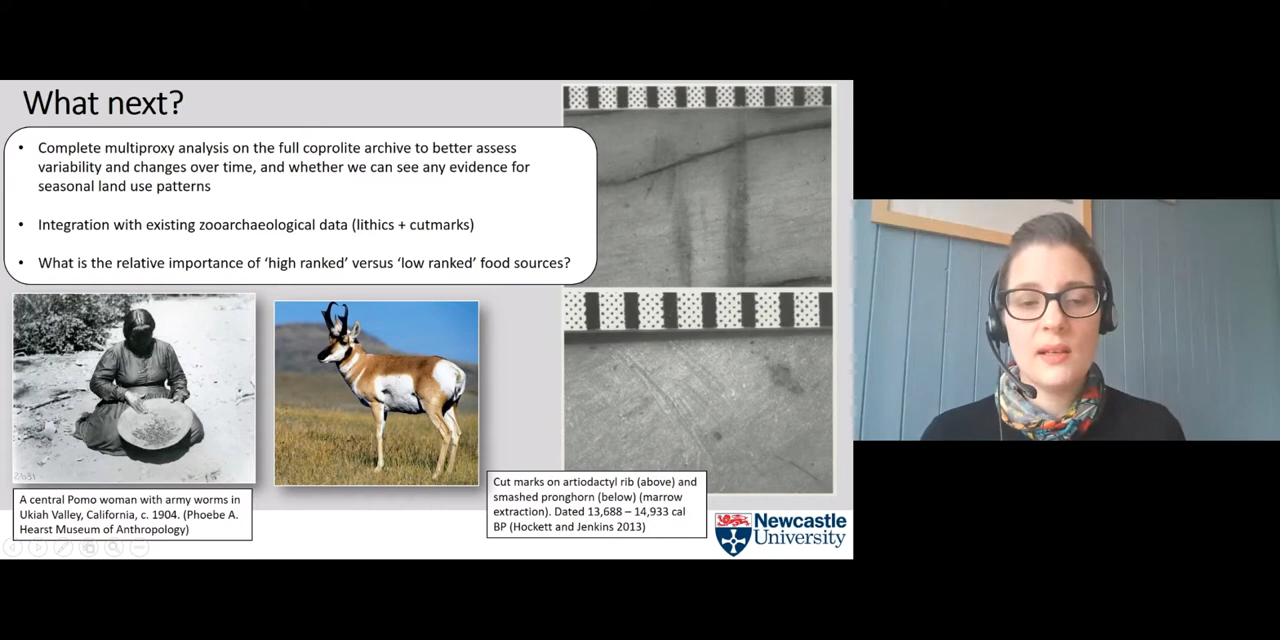 What next?
• Complete multiproxy analysis on the full coprolite archive to better assess
variability and changes over time, and whether we can see any evidence for
seasonal land use patterns
• Integration with existing zooarchaeological data (lithics + cutmarks)
• What is the relative importance of ‘high ranked’ versus ‘low ranked’ food sources?
A central Pomo woman with army worms in
Ukiah Valley, California, c. 1904. (Phoebe A.
Hearst Museum of Anthropology)
Cut marks on artiodactyl rib (above) and
smashed pronghorn (below) (marrow
extraction). Dated 13,688 – 14,933 cal
BP (Hockett and Jenkins 2013)
Newcastle
University